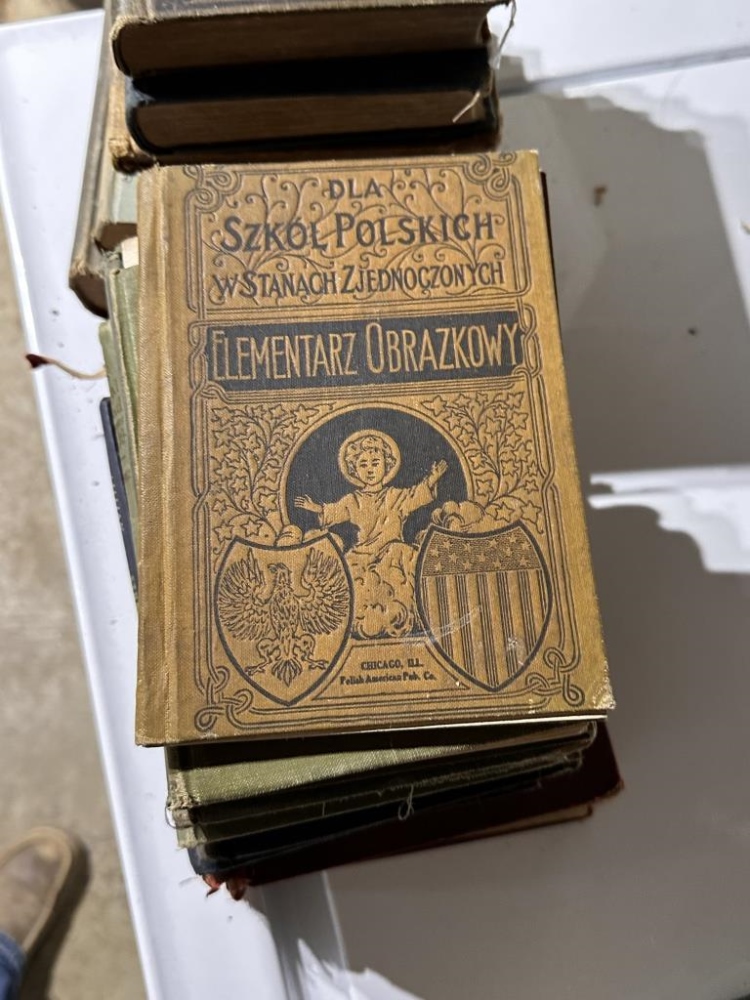 DLA
SZKÓŁ POLSKICH
W STANACH ZJEDNOCZONYCH
ELEMENTARZ OBRAZKOWY
CHICAGO, ILL.
Polish American Pub. Co.